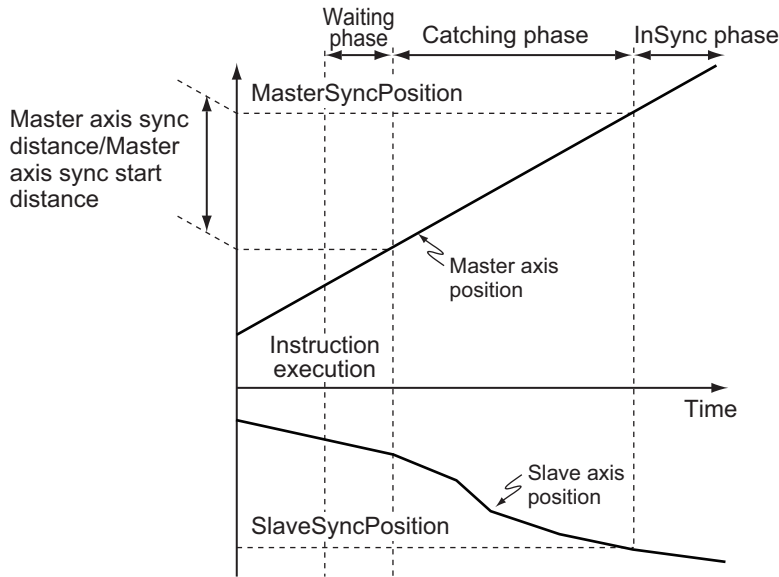 Waiting
phase
Catching phase
InSync phase
MasterSyncPosition
Master axis sync
distance/Master
axis sync start
distance
Master axis
position
Instruction
execution
Time
Slave axis
position
SlaveSyncPosition